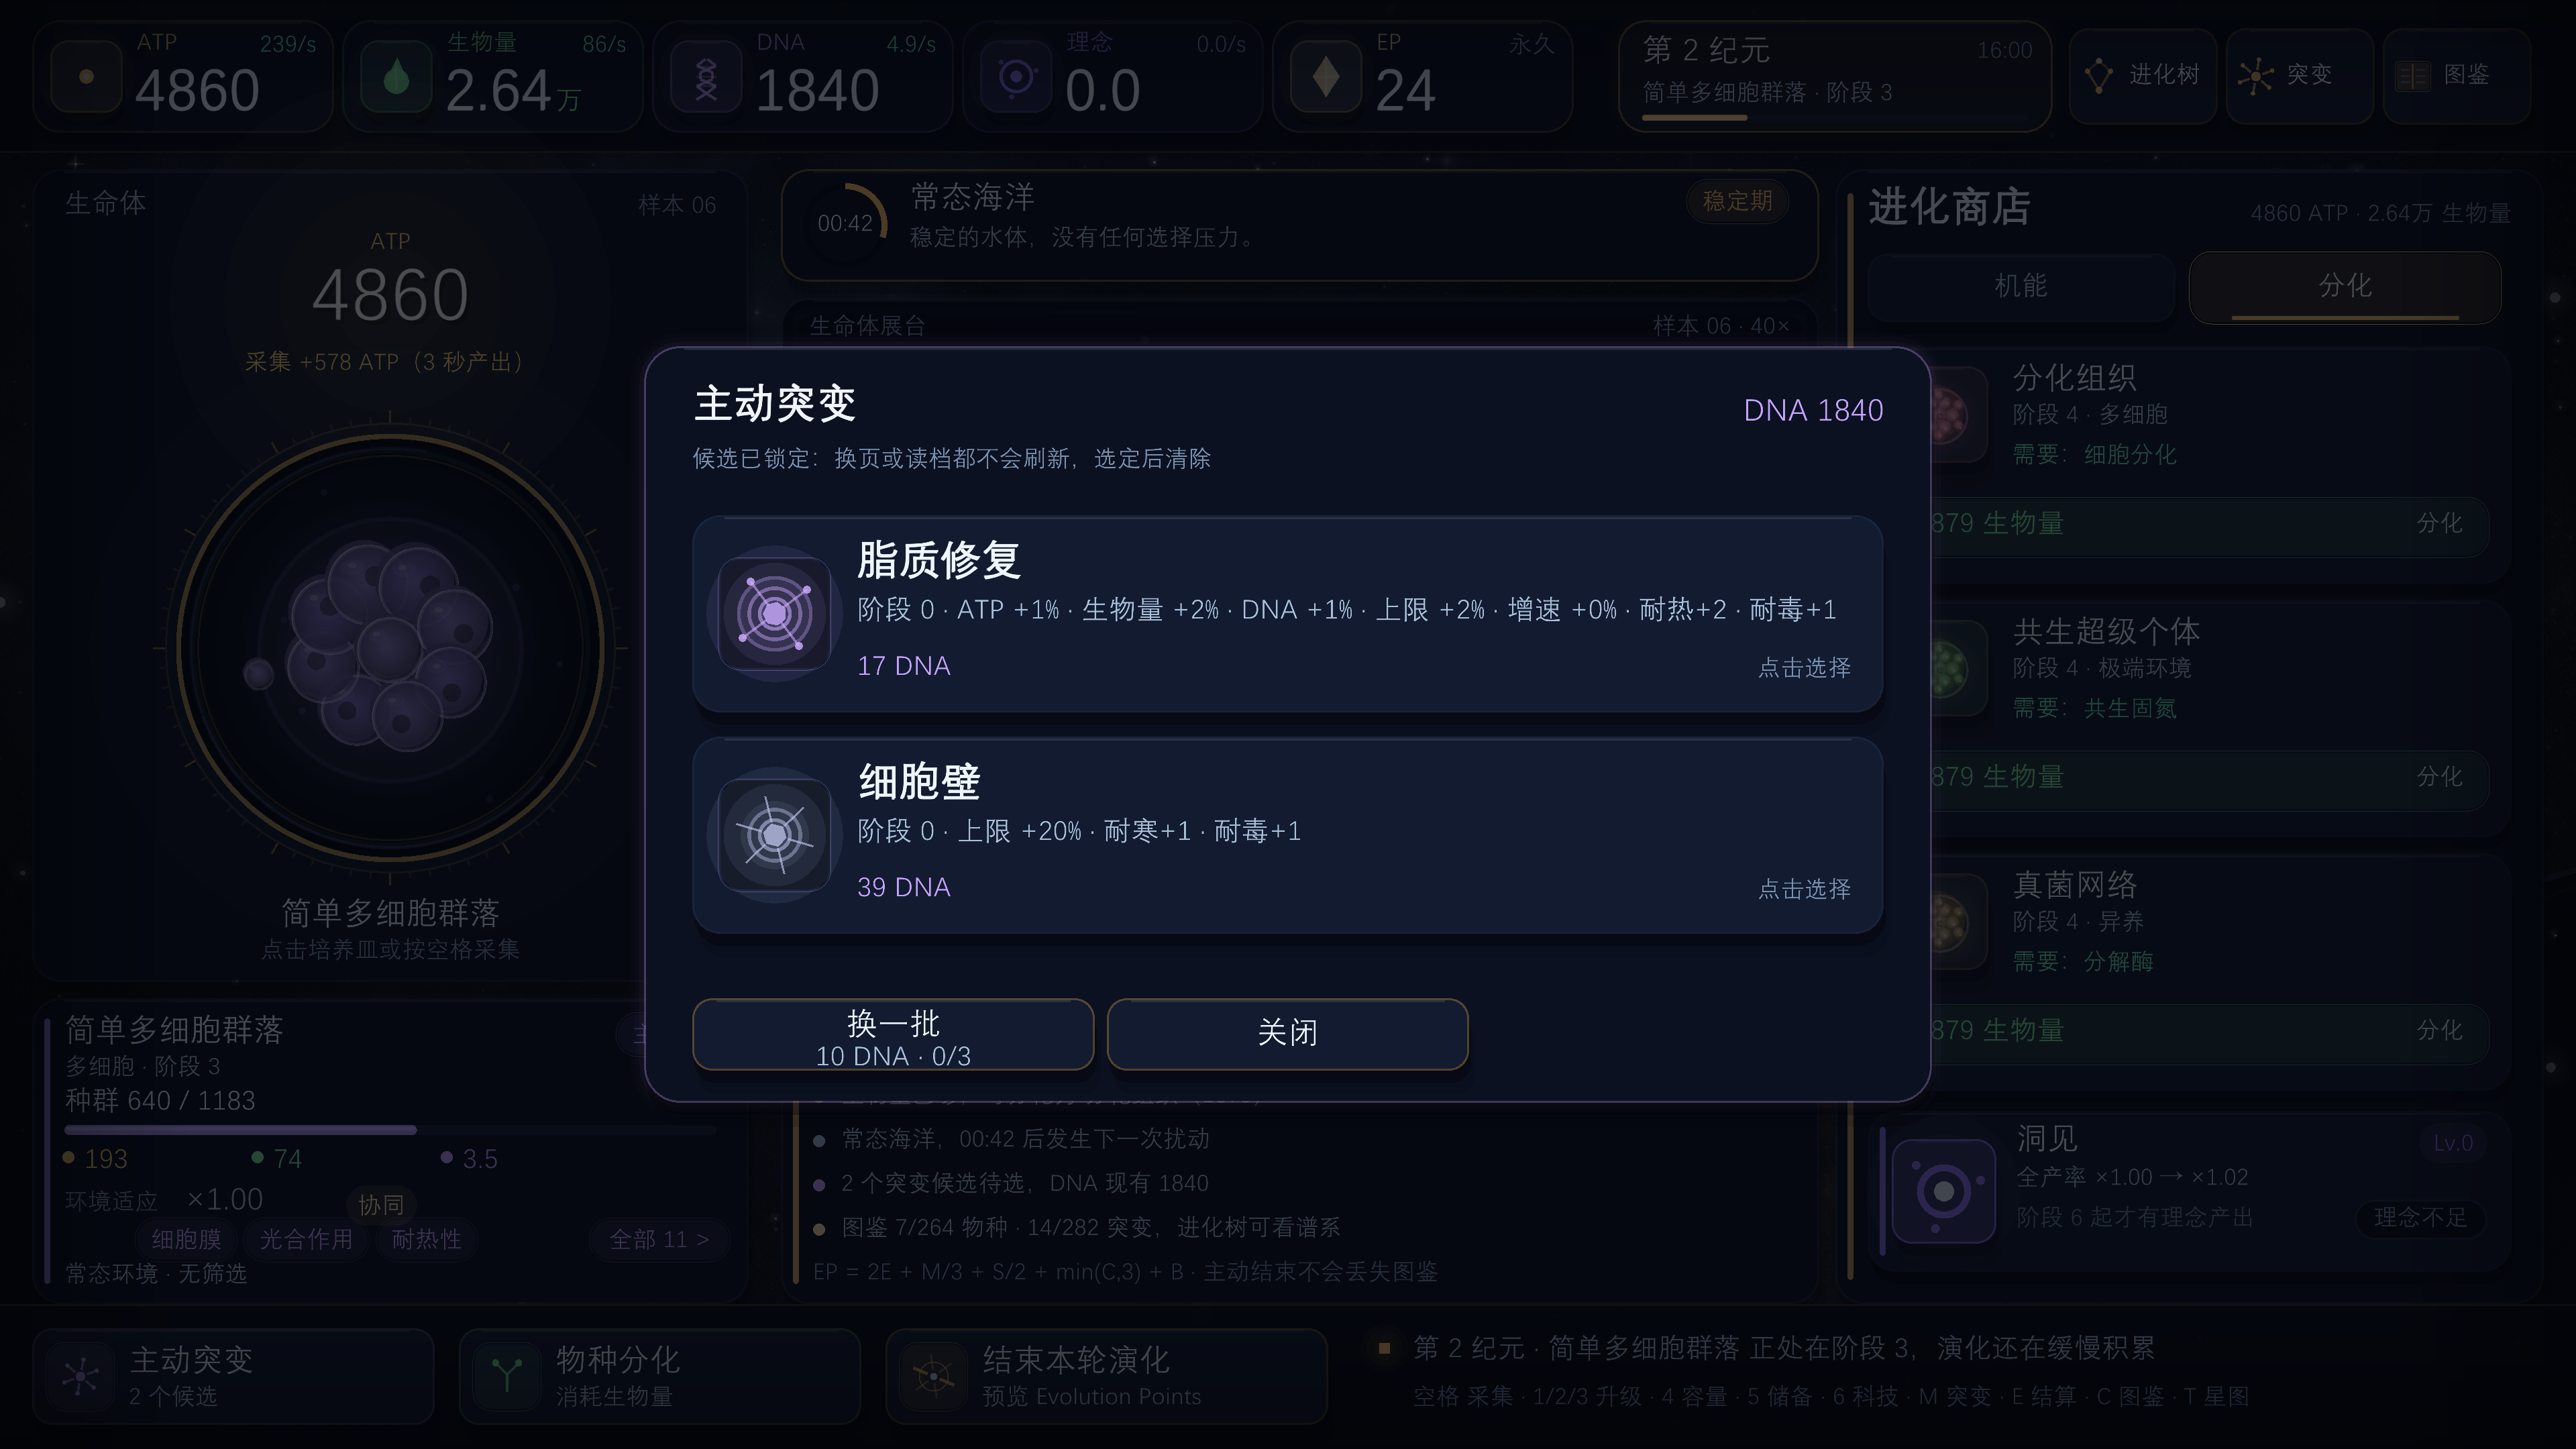 ATP 239/s
4860
生物量 86/s
2.64万
DNA 4.9/s
1840
理念 0.0/s
0.0
EP 永久
24
第 2 纪元 16:00
简单多细胞群落 · 阶段 3
进化树
突变
图鉴
生命体 样本 06
ATP
4860
采集 +578 ATP（3 秒产出）
简单多细胞群落
点击培养皿或按空格采集
00:42
常态海洋 稳定期
稳定的水体，没有任何选择压力。
生命体展台 样本 06 · 40×
进化商店 4860 ATP · 2.64万 生物量
机能 分化
分化组织
阶段 4 · 多细胞
需要：细胞分化
879 生物量 分化
共生超级个体
阶段 4 · 极端环境
需要：共生固氮
879 生物量 分化
真菌网络
阶段 4 · 异养
需要：分解酶
879 生物量 分化
洞见 Lv.0
全产率 ×1.00 → ×1.02
阶段 6 起才有理念产出 理念不足
主动突变 DNA 1840
候选已锁定：换页或读档都不会刷新，选定后清除
脂质修复
阶段 0 · ATP +1% · 生物量 +2% · DNA +1% · 上限 +2% · 增速 +0% · 耐热+2 · 耐毒+1
17 DNA 点击选择
细胞壁
阶段 0 · 上限 +20% · 耐寒+1 · 耐毒+1
39 DNA 点击选择
换一批
10 DNA · 0/3
关闭
简单多细胞群落
多细胞 · 阶段 3
种群 640 / 1183
193 74 3.5
环境适应 ×1.00 协同
细胞膜 光合作用 耐热性 全部 11 >
常态环境 · 无筛选
常态海洋，00:42 后发生下一次扰动
2 个突变候选待选，DNA 现有 1840
图鉴 7/264 物种 · 14/282 突变，进化树可看谱系
EP = 2E + M/3 + S/2 + min(C,3) + B · 主动结束不会丢失图鉴
主动突变
2 个候选
物种分化
消耗生物量
结束本轮演化
预览 Evolution Points
第 2 纪元 · 简单多细胞群落 正处在阶段 3，演化还在缓慢积累
空格 采集 · 1/2/3 升级 · 4 容量 · 5 储备 · 6 科技 · M 突变 · E 结算 · C 图鉴 · T 星图